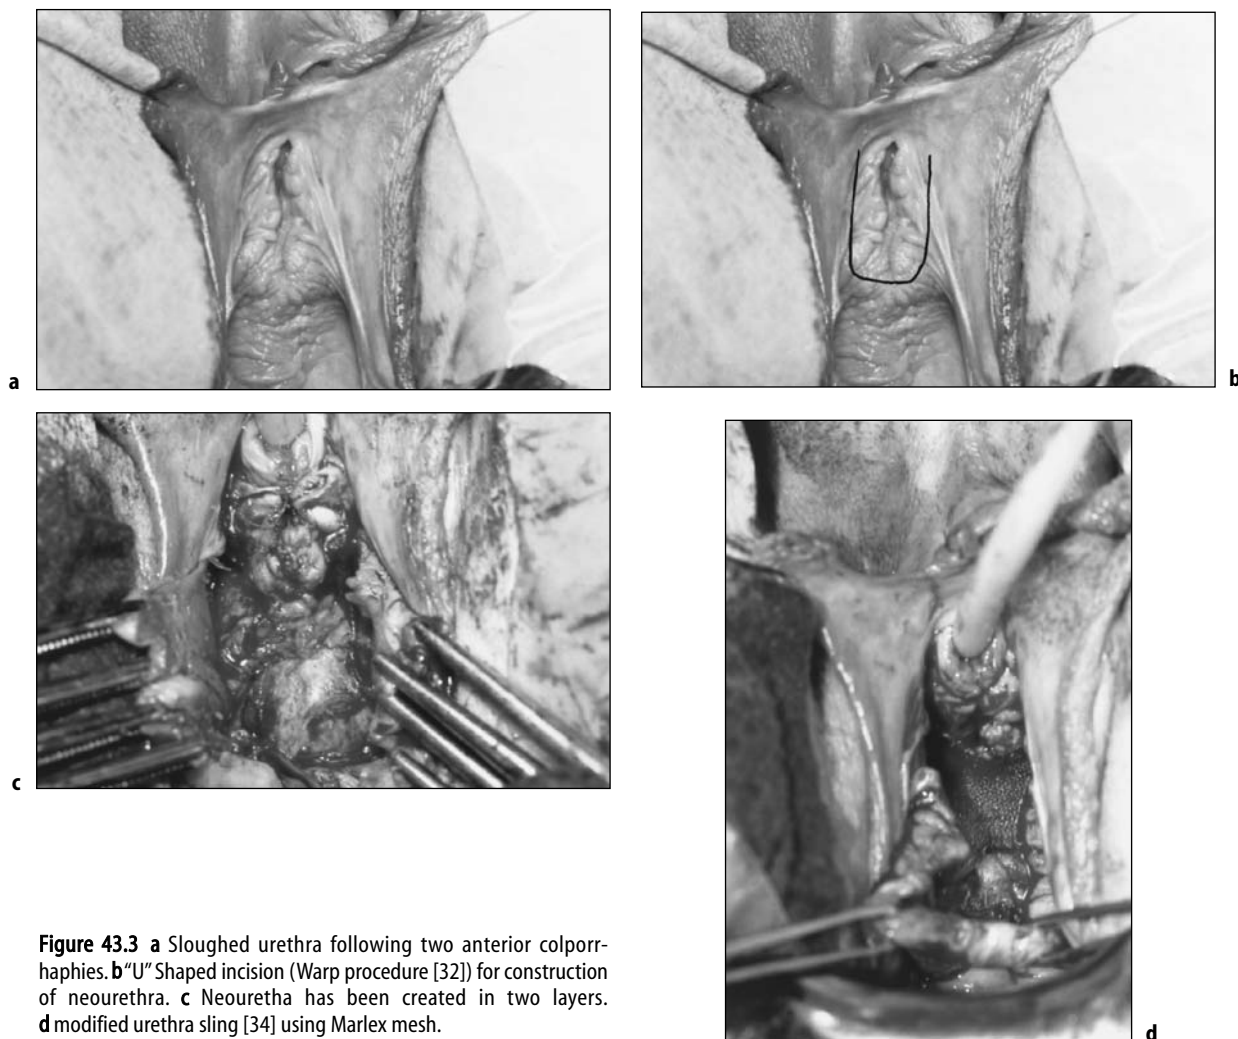 a
b
c
d
Figure 43.3 a Sloughed urethra following two anterior colporr-
haphies. b "U" Shaped incision (Warp procedure [32]) for construction
of neourethra. c Neouretha has been created in two layers.
d modified urethra sling [34] using Marlex mesh.